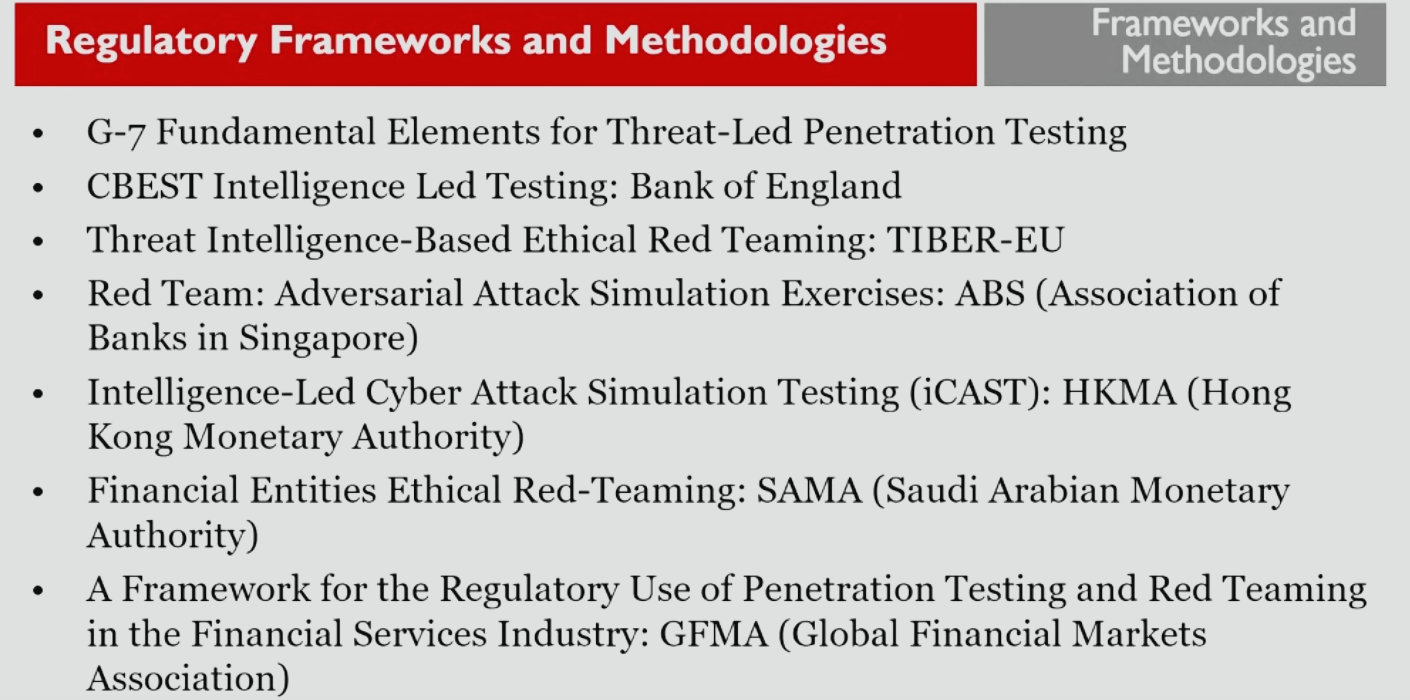 Regulatory Frameworks and Methodologies
Frameworks and
Methodologies
• G-7 Fundamental Elements for Threat-Led Penetration Testing
• CBEST Intelligence Led Testing: Bank of England
• Threat Intelligence-Based Ethical Red Teaming: TIBER-EU
• Red Team: Adversarial Attack Simulation Exercises: ABS (Association of
Banks in Singapore)
• Intelligence-Led Cyber Attack Simulation Testing (iCAST): HKMA (Hong
Kong Monetary Authority)
• Financial Entities Ethical Red-Teaming: SAMA (Saudi Arabian Monetary
Authority)
• A Framework for the Regulatory Use of Penetration Testing and Red Teaming
in the Financial Services Industry: GFMA (Global Financial Markets
Association)